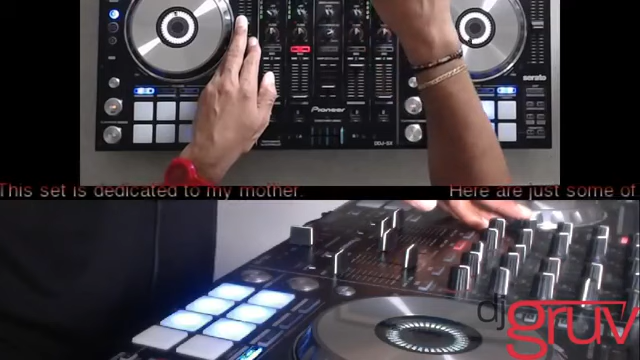 serato
Pioneer
DDJ-SX
This set is dedicated to my mother. Here are just some of
dj
gruv